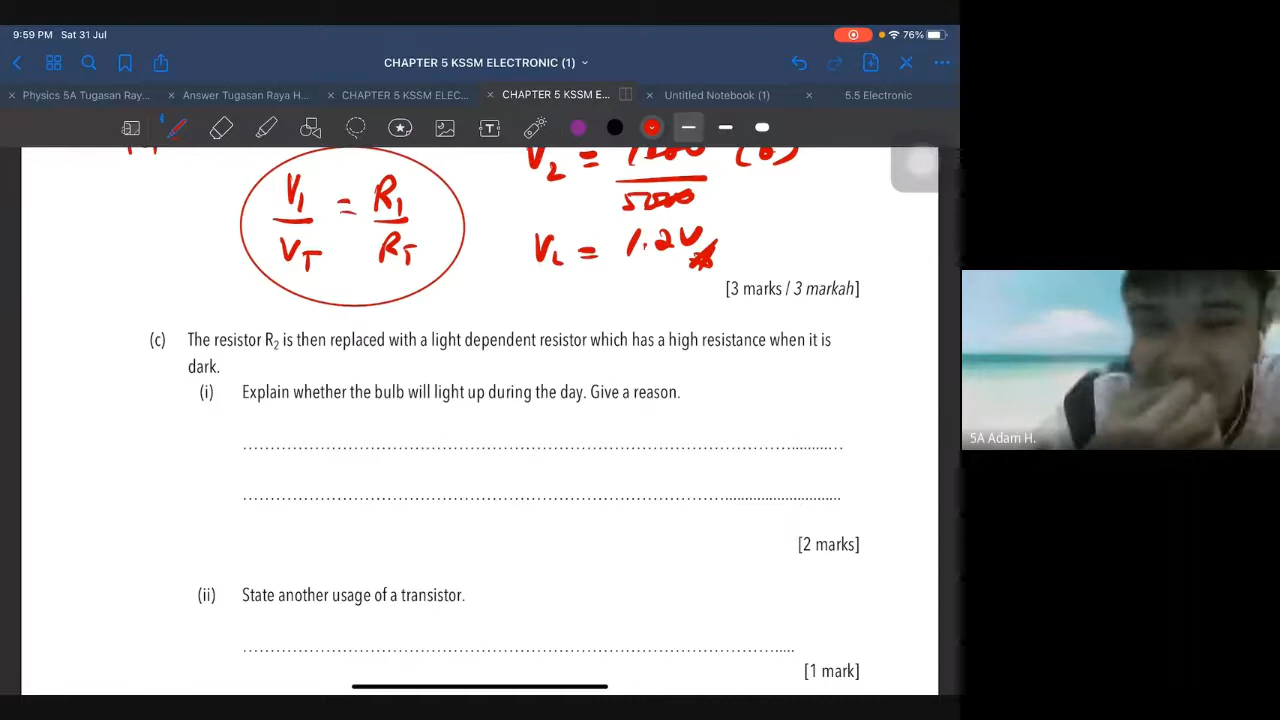 9:59 PM Sat 31 Jul
76%
CHAPTER 5 KSSM ELECTRONIC (1)
Physics 5A Tugasan Ray...
Answer Tugasan Raya H...
CHAPTER 5 KSSM ELEC...
CHAPTER 5 KSSM E...
Untitled Notebook (1)
5.5 Electronic
V1/VT = R1/RT
V2 =
5000
= 1.2V
[3 marks / 3 markah]
(c) The resistor R2 is then replaced with a light dependent resistor which has a high resistance when it is
dark.
(i) Explain whether the bulb will light up during the day. Give a reason.
[2 marks]
(ii) State another usage of a transistor.
[1 mark]
5A Adam H.